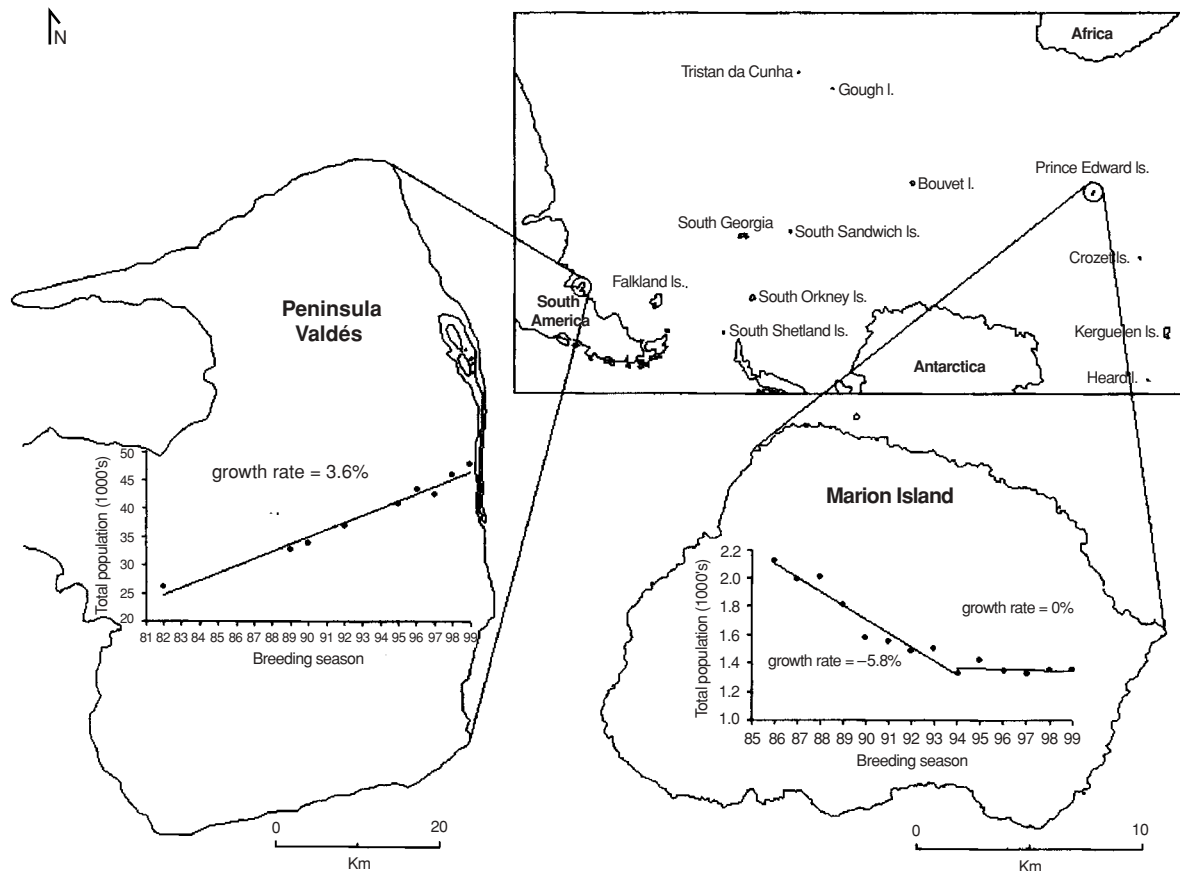 N
Africa
Tristan da Cunha
Gough I.
Prince Edward Is.
Bouvet I.
South Georgia
South Sandwich Is.
Crozet Is.
Falkland Is.
South
America
South Orkney Is.
South Shetland Is.
Kerguelen Is.
Antarctica
Heard I.
Peninsula
Valdés
growth rate = 3.6%
Total population (1000's)
50
45
40
35
30
25
20
81 82 83 84 85 86 87 88 89 90 91 92 93 94 95 96 97 98 99
Breeding season
0 20
Km
Marion Island
Total population (1000's)
2.2
2.0
1.8
1.6
1.4
1.2
1.0
growth rate = 0%
growth rate = –5.8%
85 86 87 88 89 90 91 92 93 94 95 96 97 98 99
Breeding season
0 10
Km